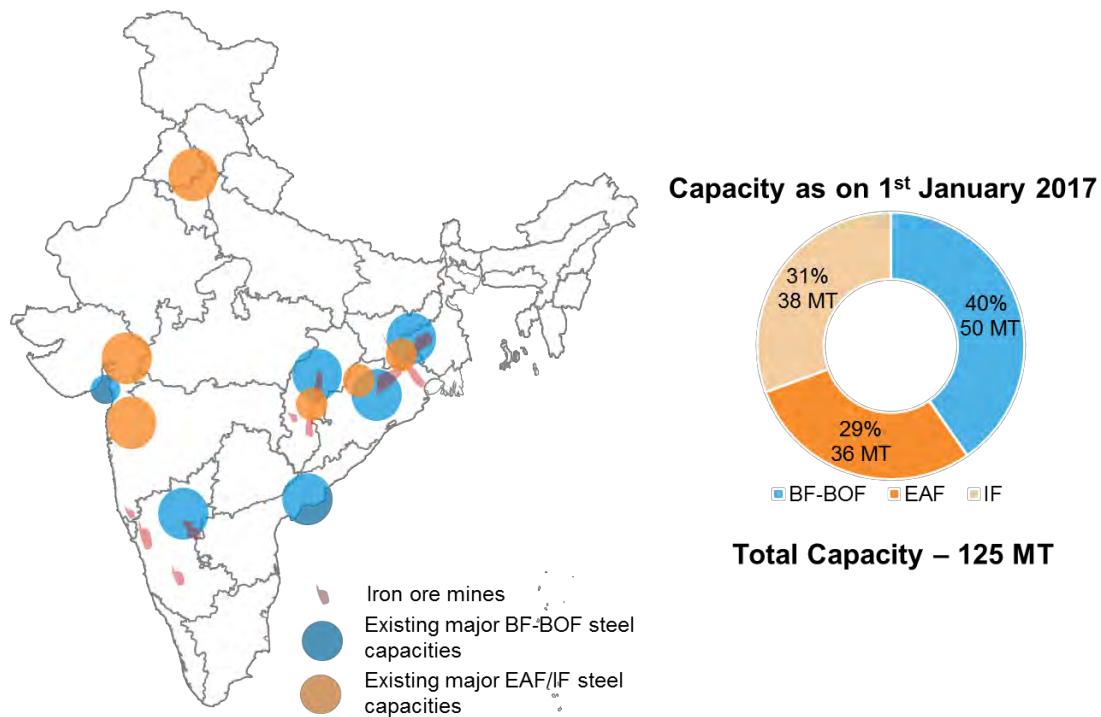 Capacity as on 1st January 2017
31%
38 MT
40%
50 MT
29%
36 MT
BF-BOF EAF IF
Total Capacity – 125 MT
Iron ore mines
Existing major BF-BOF steel
capacities
Existing major EAF/IF steel
capacities